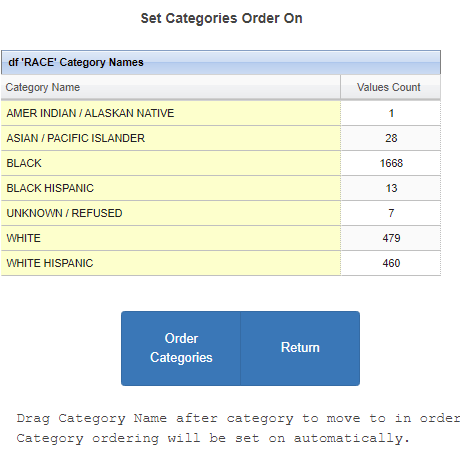 Set Categories Order On
df 'RACE' Category Names
Category Name Values Count
AMER INDIAN / ALASKAN NATIVE 1
ASIAN / PACIFIC ISLANDER 28
BLACK 1668
BLACK HISPANIC 13
UNKNOWN / REFUSED 7
WHITE 479
WHITE HISPANIC 460
Order
Categories
Return
Drag Category Name after category to move to in order
Category ordering will be set on automatically.